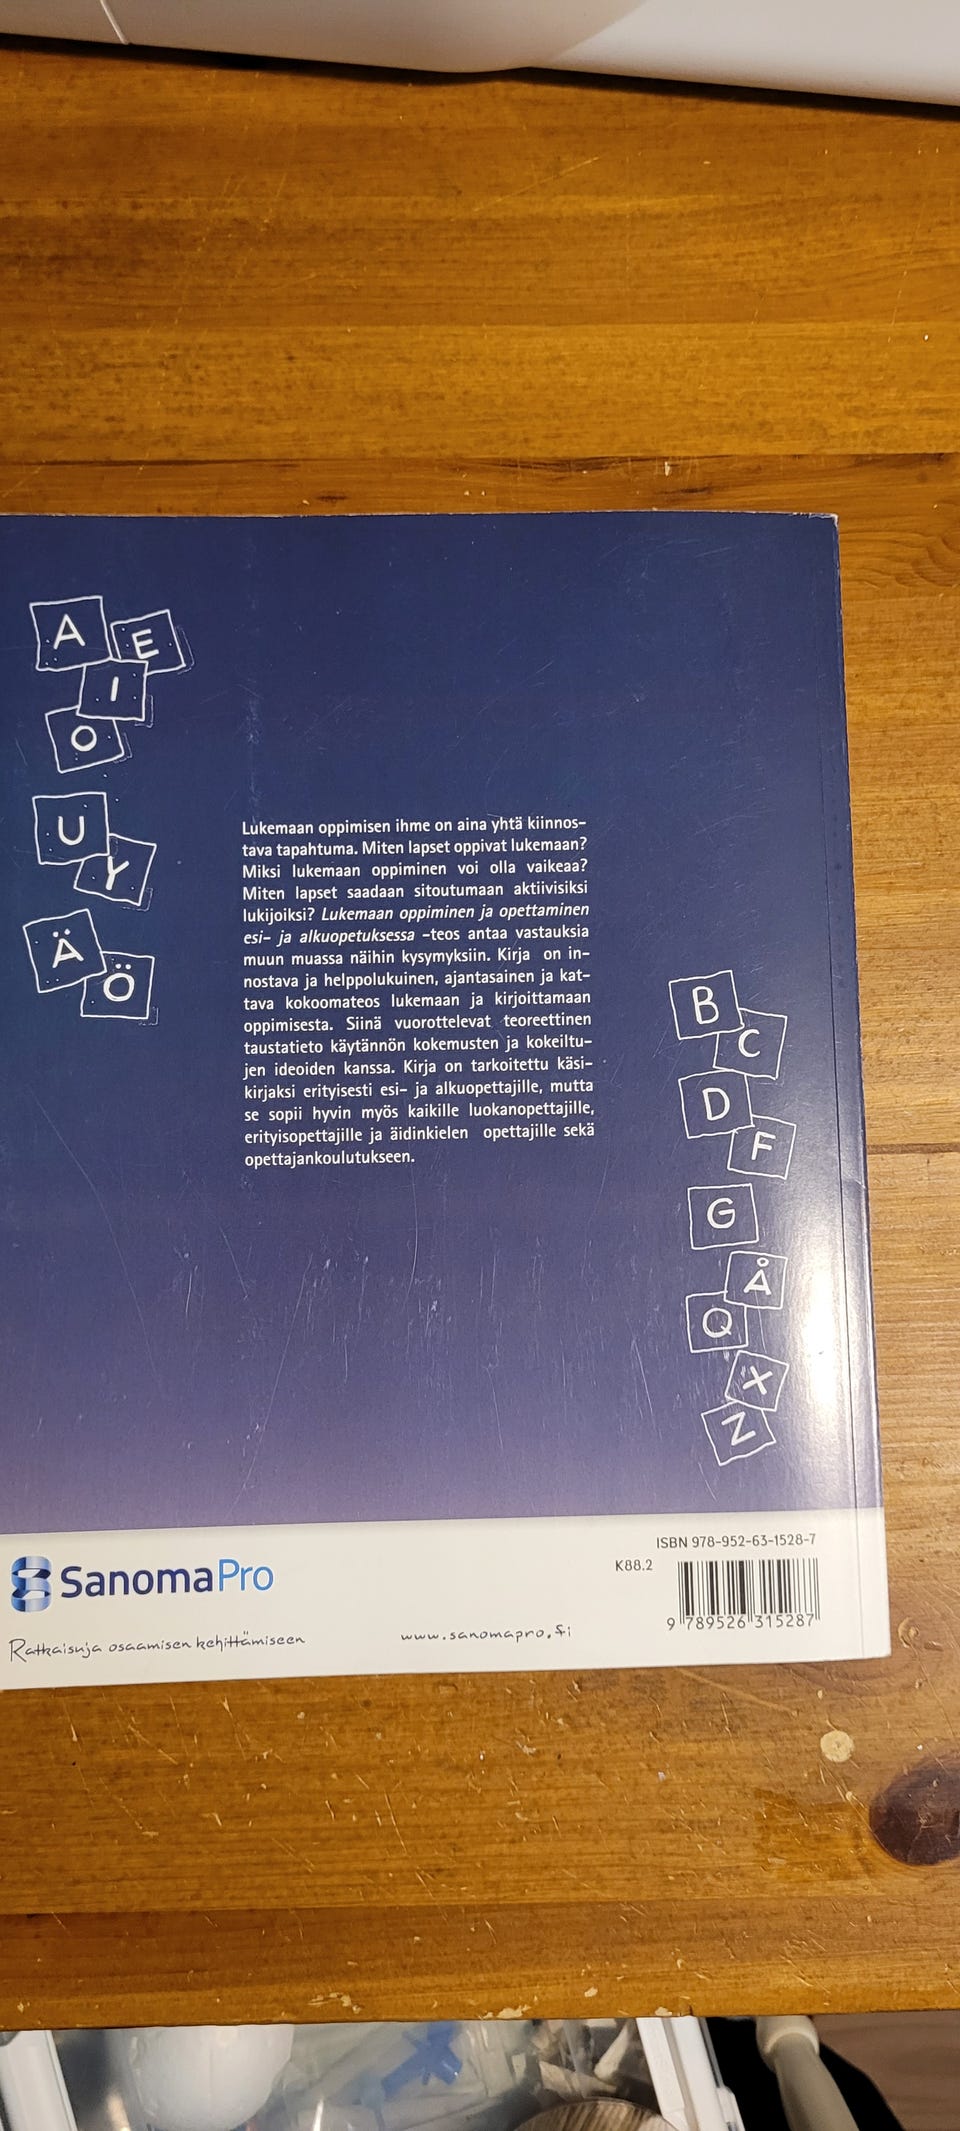 A
E
I
O
U
Y
Ä
Ö
Lukemaan oppimisen ihme on aina yhtä kiinnos-
tava tapahtuma. Miten lapset oppivat lukemaan?
Miksi lukemaan oppiminen voi olla vaikeaa?
Miten lapset saadaan sitoutumaan aktiivisiksi
lukijoiksi? Lukemaan oppiminen ja opettaminen
esi- ja alkuopetuksessa -teos antaa vastauksia
muun muassa näihin kysymyksiin. Kirja on in-
nostava ja helppolukuinen, ajantasainen ja kat-
tava kokoomateos lukemaan ja kirjoittamaan
oppimisesta. Siinä vuorottelevat teoreettinen
taustatieto käytännön kokemusten ja kokeiltu-
jen ideoiden kanssa. Kirja on tarkoitettu käsi-
kirjaksi erityisesti esi- ja alkuopettajille, mutta
se sopii hyvin myös kaikille luokanopettajille,
erityisopettajille ja äidinkielen opettajille sekä
opettajankoulutukseen.
B
C
D
F
G
Å
Q
X
Z
ISBN 978-952-63-1528-7
K88.2
9 789526 315287
SanomaPro
Ratkaisuja osaamisen kehittämiseen
www.sanomapro.fi